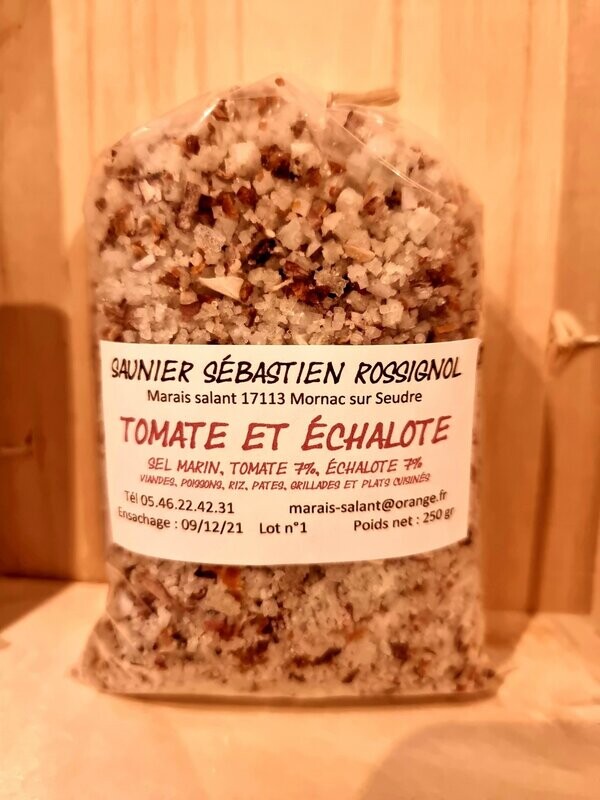 SAUNIER SÉBASTIEN ROSSIGNOL
Marais salant 17113 Mornac sur Seudre
TOMATE ET ÉCHALOTE
SEL MARIN, TOMATE 7%, ÉCHALOTE 7%
VIANDES, POISSONS, RIZ, PATES, GRILLADES ET PLATS CUISINÉS
Tél 05.46.22.42.31 marais-salant@orange.fr
Ensachage : 09/12/21 Lot n°1 Poids net : 250 gr